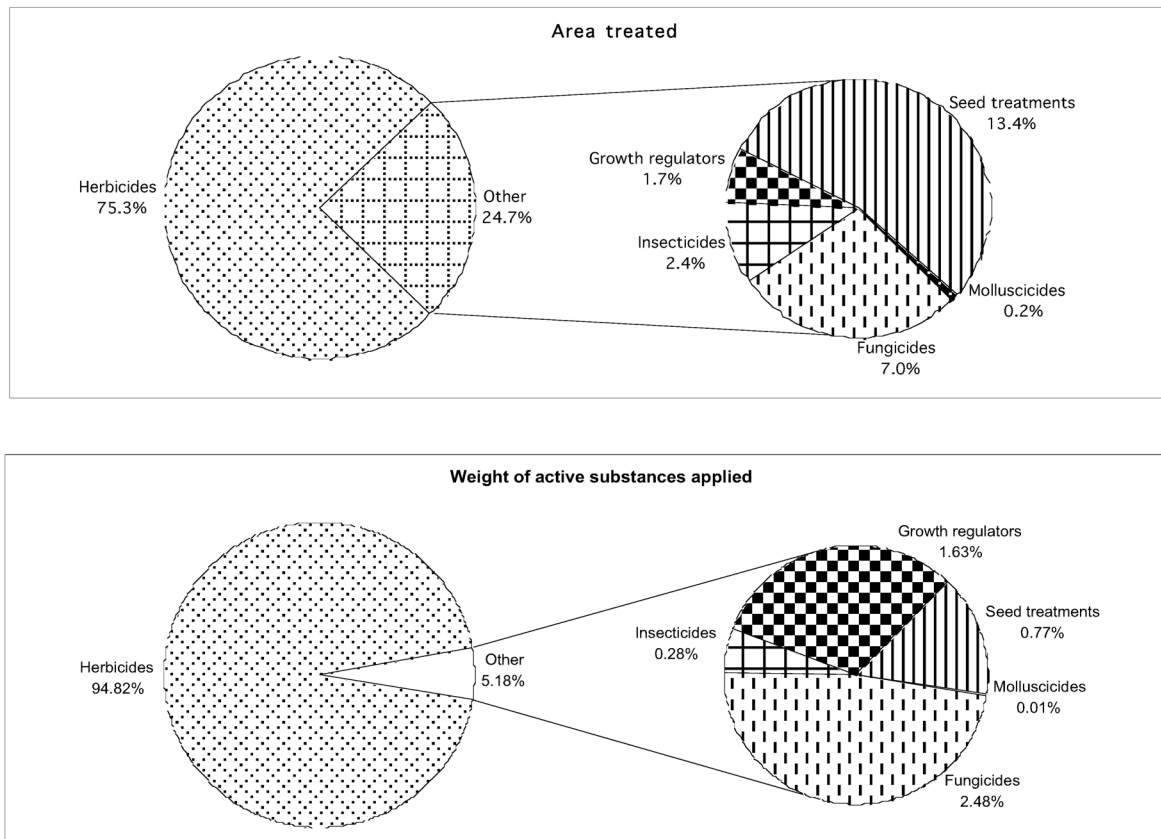 Area treated
Seed treatments
13.4%
Growth regulators
1.7%
Herbicides
75.3%
Other
24.7%
Insecticides
2.4%
Molluscicides
0.2%
Fungicides
7.0%
Weight of active substances applied
Growth regulators
1.63%
Seed treatments
0.77%
Insecticides
0.28%
Herbicides
94.82%
Other
5.18%
Molluscicides
0.01%
Fungicides
2.48%